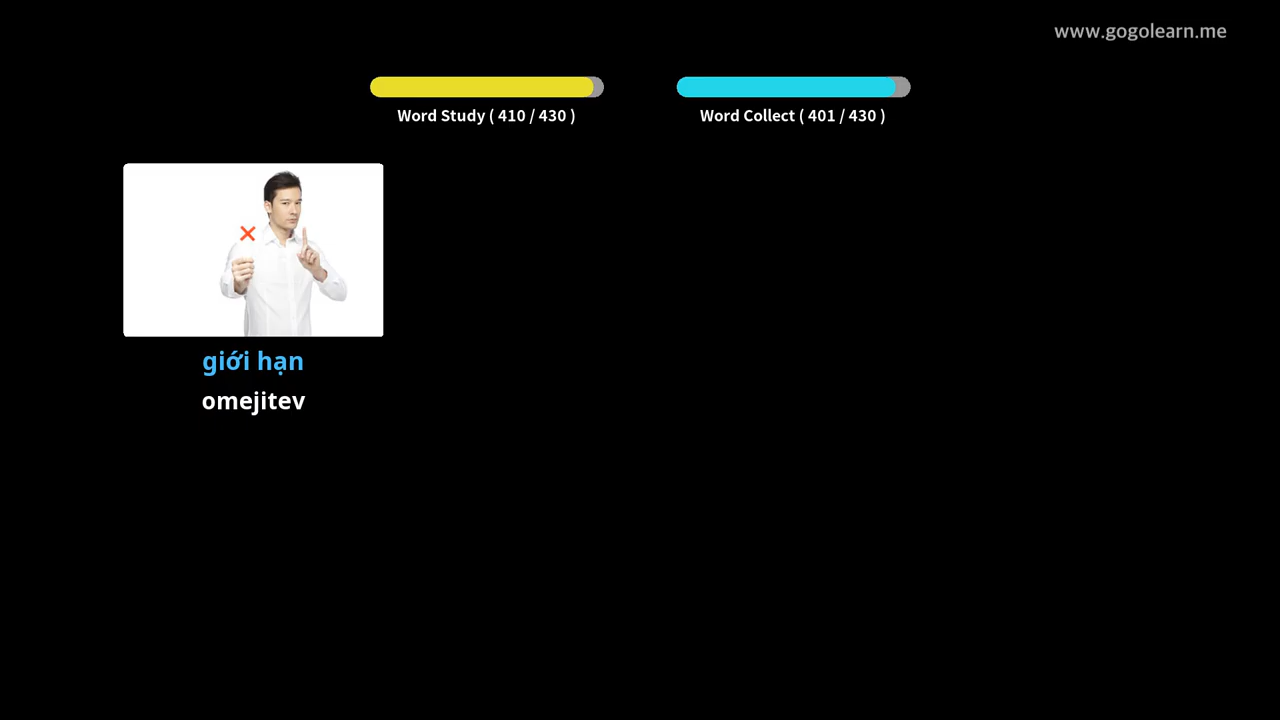 www.gogolearn.me
Word Study ( 410 / 430 )
Word Collect ( 401 / 430 )
giới hạn
omejitev